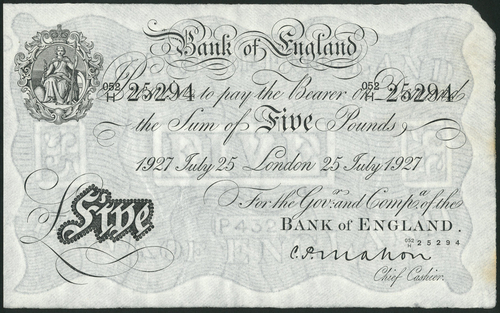 Bank of England
052/H 25294 052/H 25294
I Promise to pay the Bearer on Demand
the Sum of Five Pounds
1927 July 25 London 25 July 1927
For the Govr. and Compa. of the
BANK OF ENGLAND.
£Five
052/H 25294
C.P. Mahon
Chief Cashier.